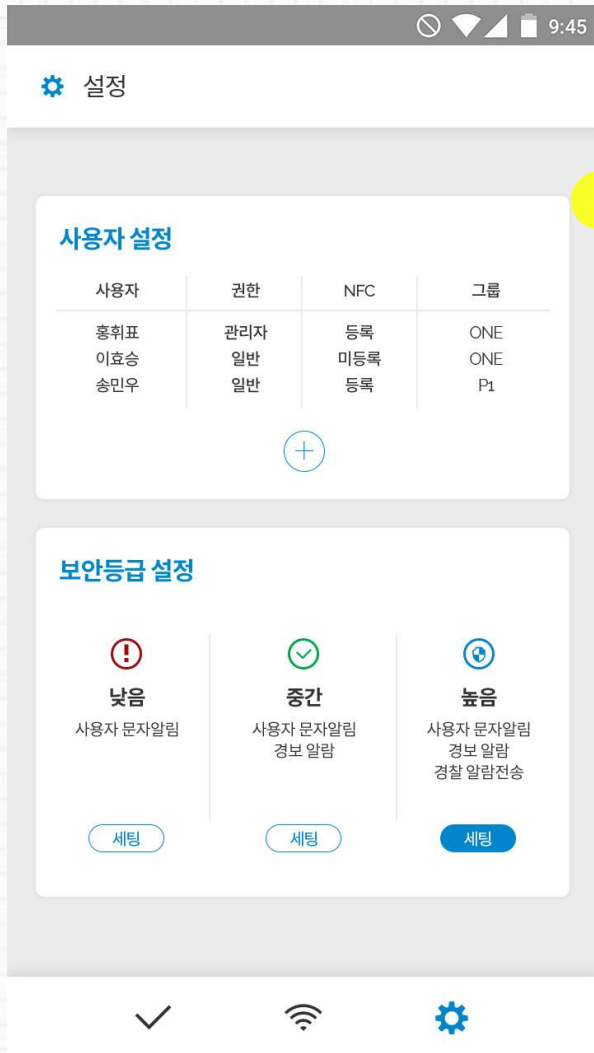 9:45
설정
사용자 설정
사용자 권한 NFC 그룹
홍휘표 관리자 등록 ONE
이효승 일반 미등록 ONE
송민우 일반 등록 P1
보안등급 설정
낮음 중간 높음
사용자 문자알림 사용자 문자알림 사용자 문자알림
경보 알람 경보 알람
경찰 알람전송
세팅 세팅 세팅